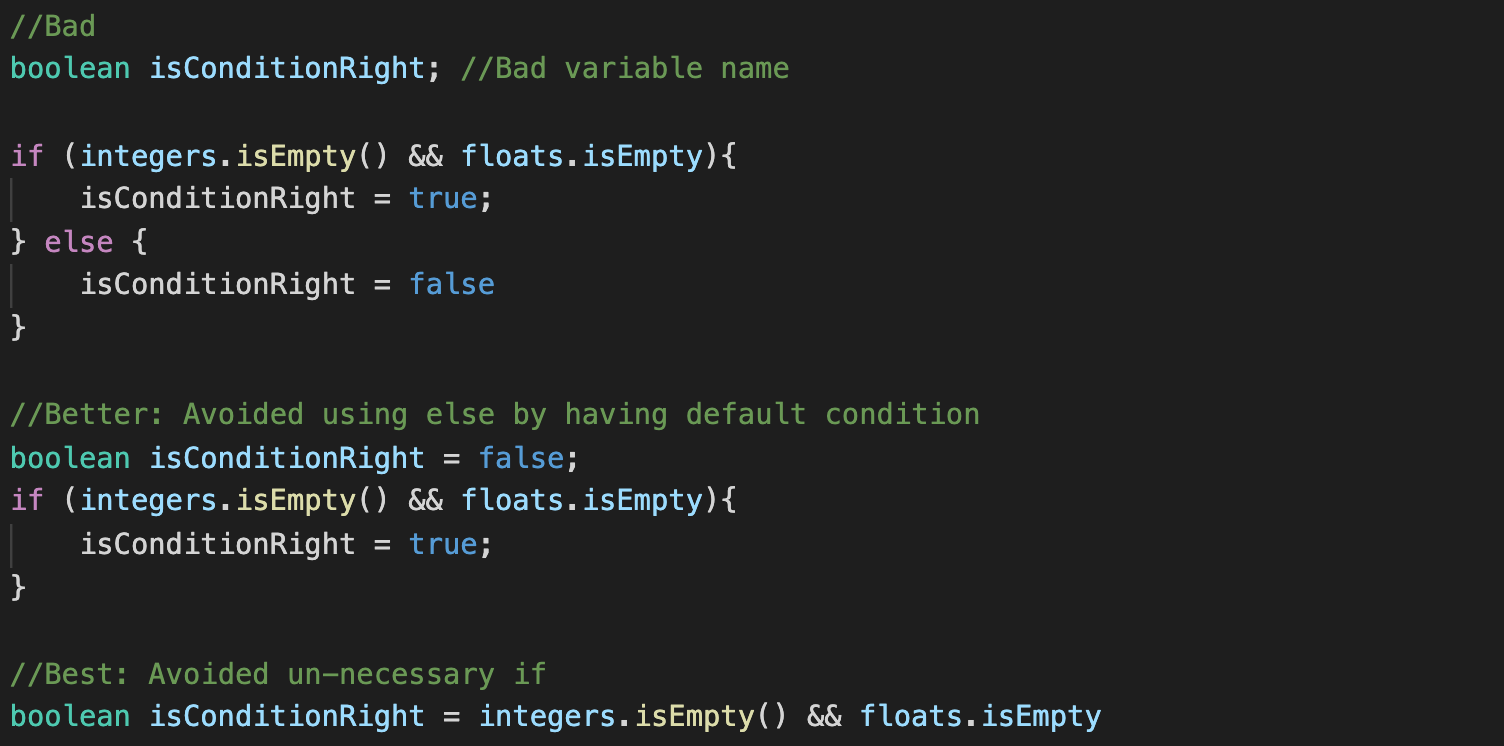 //Bad
boolean isConditionRight; //Bad variable name
if (integers.isEmpty() && floats.isEmpty){
    isConditionRight = true;
} else {
    isConditionRight = false
}
//Better: Avoided using else by having default condition
boolean isConditionRight = false;
if (integers.isEmpty() && floats.isEmpty){
    isConditionRight = true;
}
//Best: Avoided un-necessary if
boolean isConditionRight = integers.isEmpty() && floats.isEmpty